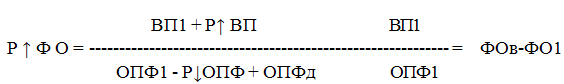 ВП1 + Р↑ ВП ВП1
Р ↑ Ф О = ------------------------------------------------------------- = ФОв-ФО1
ОПФ1 - Р↓ОПФ + ОПФд ОПФ1